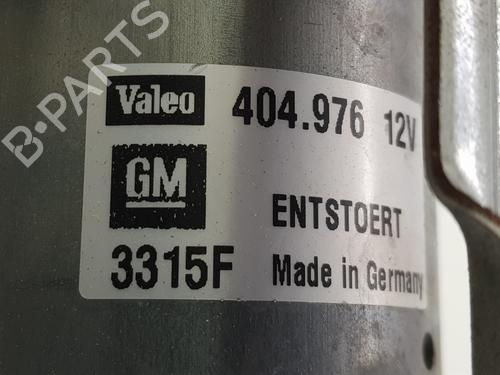 B-PARTS
Valeo 404.976 12V
GM ENTSTOERT
3315F Made in Germany